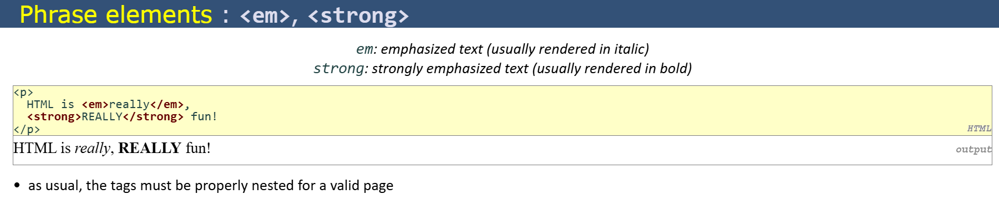 Phrase elements : <em>, <strong>
em: emphasized text (usually rendered in italic)
strong: strongly emphasized text (usually rendered in bold)
<p>
  HTML is <em>really</em>,
  <strong>REALLY</strong> fun!
</p>
HTML
HTML is really, REALLY fun!
output
• as usual, the tags must be properly nested for a valid page